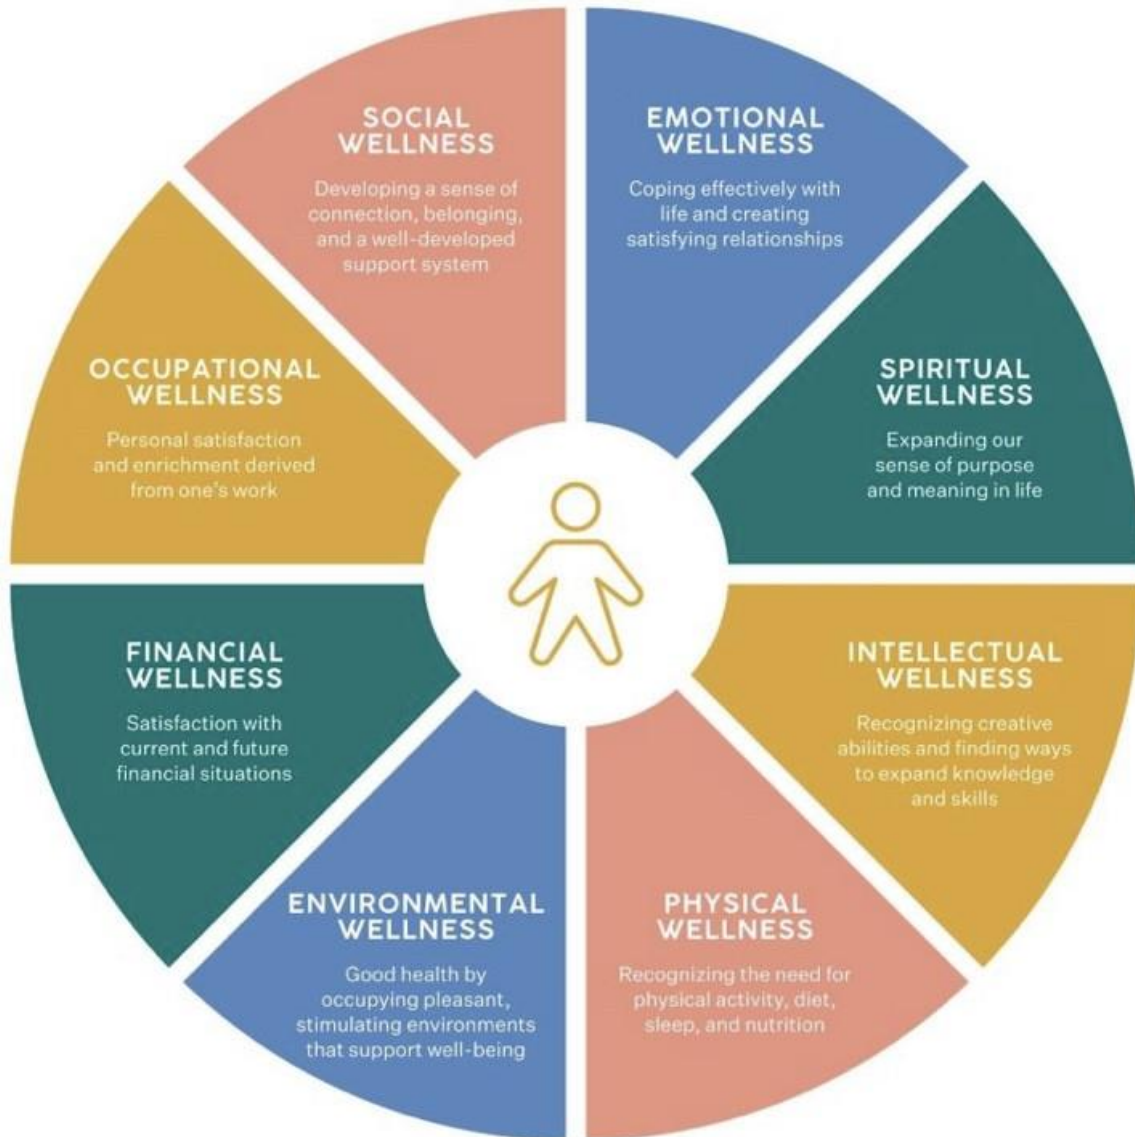 SOCIAL
WELLNESS
Developing a sense of
connection, belonging,
and a well-developed
support system
EMOTIONAL
WELLNESS
Coping effectively with
life and creating
satisfying relationships
SPIRITUAL
WELLNESS
Expanding our
sense of purpose
and meaning in life
INTELLECTUAL
WELLNESS
Recognizing creative
abilities and finding ways
to expand knowledge
and skills
PHYSICAL
WELLNESS
Recognizing the need for
physical activity, diet,
sleep, and nutrition
ENVIRONMENTAL
WELLNESS
Good health by
occupying pleasant,
stimulating environments
that support well-being
FINANCIAL
WELLNESS
Satisfaction with
current and future
financial situations
OCCUPATIONAL
WELLNESS
Personal satisfaction
and enrichment derived
from one's work